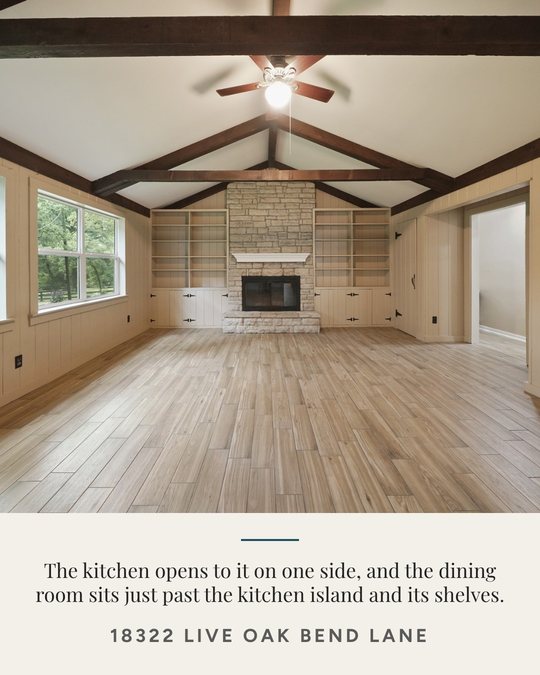 The kitchen opens to it on one side, and the dining
room sits just past the kitchen island and its shelves.
18322 LIVE OAK BEND LANE